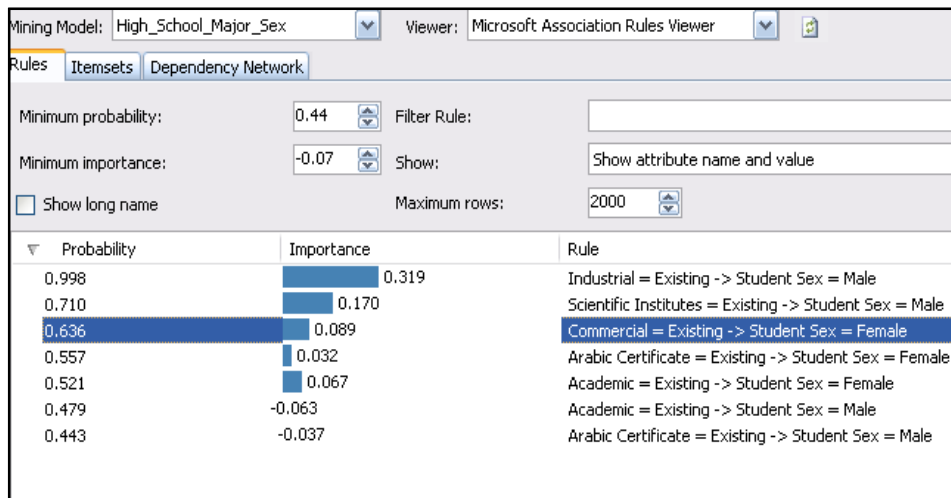 Mining Model: High_School_Major_Sex Viewer: Microsoft Association Rules Viewer
Rules Itemsets Dependency Network
Minimum probability: 0.44 Filter Rule:
Minimum importance: -0.07 Show: Show attribute name and value
Show long name Maximum rows: 2000
Probability Importance Rule
0.998 0.319 Industrial = Existing -> Student Sex = Male
0.710 0.170 Scientific Institutes = Existing -> Student Sex = Male
0.636 0.089 Commercial = Existing -> Student Sex = Female
0.557 0.032 Arabic Certificate = Existing -> Student Sex = Female
0.521 0.067 Academic = Existing -> Student Sex = Female
0.479 -0.063 Academic = Existing -> Student Sex = Male
0.443 -0.037 Arabic Certificate = Existing -> Student Sex = Male